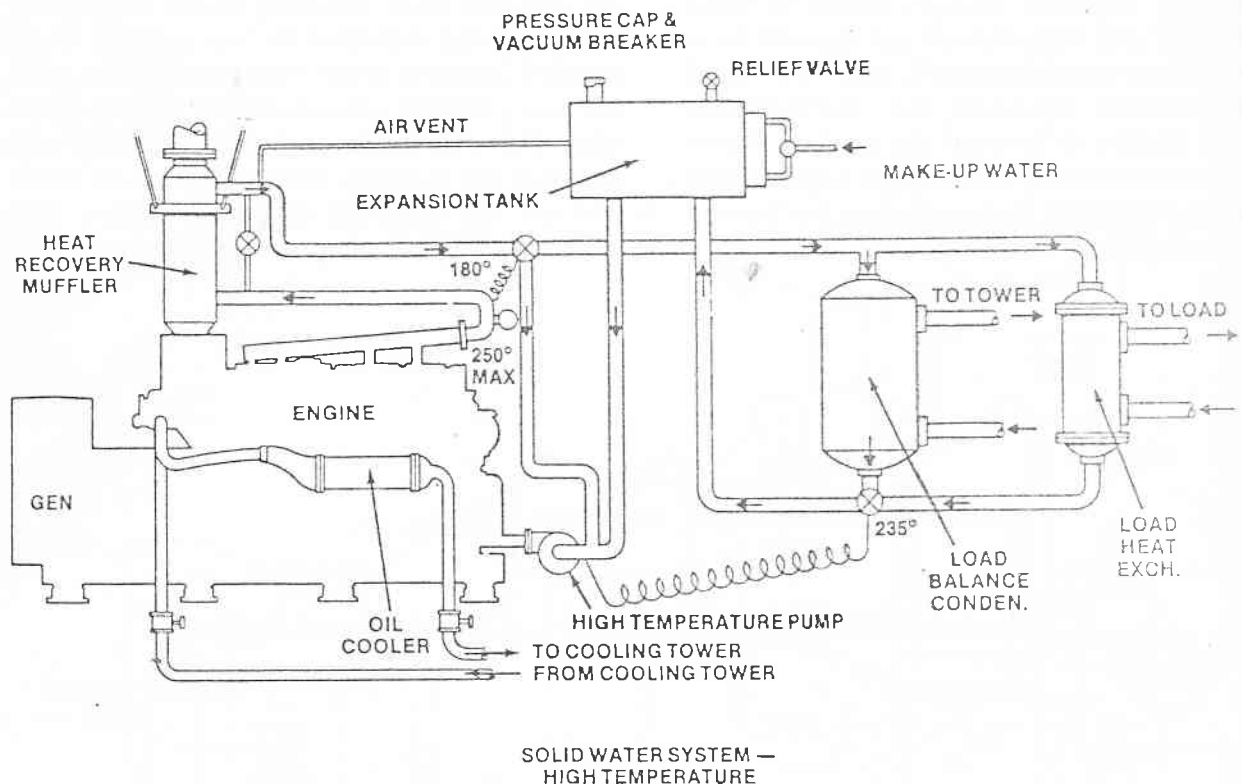 PRESSURE CAP &
VACUUM BREAKER
RELIEF VALVE
AIR VENT
MAKE-UP WATER
EXPANSION TANK
HEAT
RECOVERY
MUFFLER
180°
TO TOWER
TO LOAD
250°
MAX
ENGINE
GEN
235°
LOAD
HEAT
EXCH.
LOAD
BALANCE
CONDEN.
OIL
COOLER
HIGH TEMPERATURE PUMP
TO COOLING TOWER
FROM COOLING TOWER
SOLID WATER SYSTEM —
HIGH TEMPERATURE